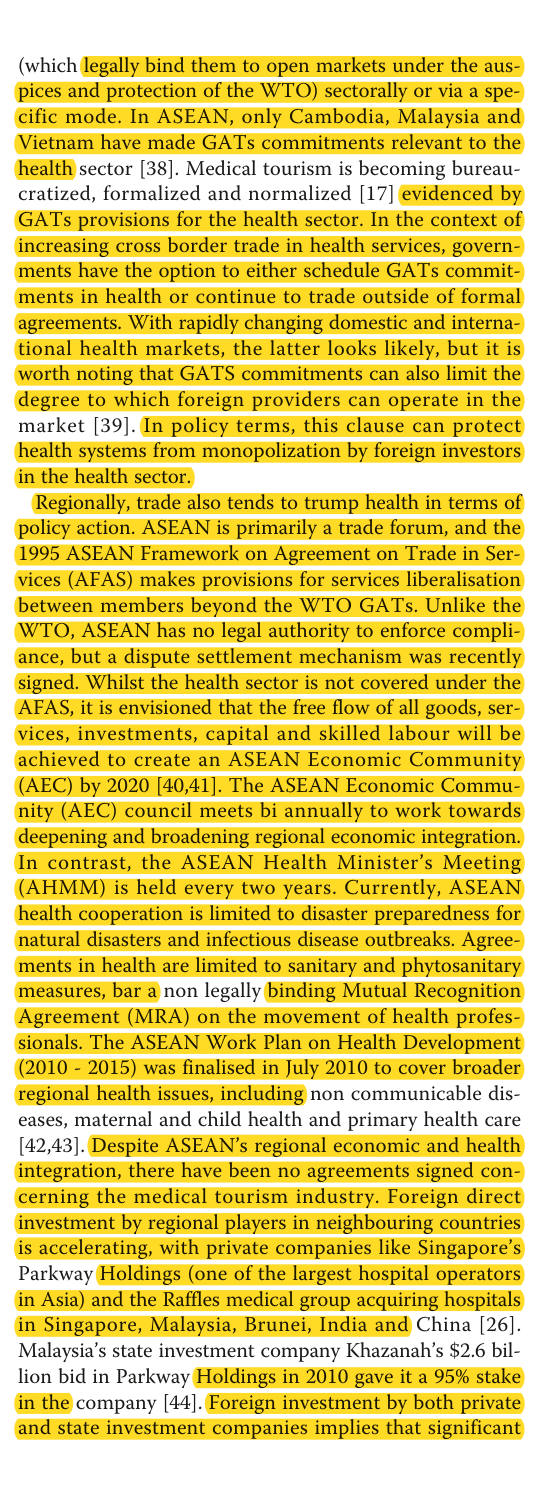 (which legally bind them to open markets under the aus-
pices and protection of the WTO) sectorally or via a spe-
cific mode. In ASEAN, only Cambodia, Malaysia and
Vietnam have made GATs commitments relevant to the
health sector [38]. Medical tourism is becoming bureau-
cratized, formalized and normalized [17] evidenced by
GATs provisions for the health sector. In the context of
increasing cross border trade in health services, govern-
ments have the option to either schedule GATs commit-
ments in health or continue to trade outside of formal
agreements. With rapidly changing domestic and interna-
tional health markets, the latter looks likely, but it is
worth noting that GATS commitments can also limit the
degree to which foreign providers can operate in the
market [39]. In policy terms, this clause can protect
health systems from monopolization by foreign investors
in the health sector.
Regionally, trade also tends to trump health in terms of
policy action. ASEAN is primarily a trade forum, and the
1995 ASEAN Framework on Agreement on Trade in Ser-
vices (AFAS) makes provisions for services liberalisation
between members beyond the WTO GATs. Unlike the
WTO, ASEAN has no legal authority to enforce compli-
ance, but a dispute settlement mechanism was recently
signed. Whilst the health sector is not covered under the
AFAS, it is envisioned that the free flow of all goods, ser-
vices, investments, capital and skilled labour will be
achieved to create an ASEAN Economic Community
(AEC) by 2020 [40,41]. The ASEAN Economic Commu-
nity (AEC) council meets bi annually to work towards
deepening and broadening regional economic integration.
In contrast, the ASEAN Health Minister's Meeting
(AHMM) is held every two years. Currently, ASEAN
health cooperation is limited to disaster preparedness for
natural disasters and infectious disease outbreaks. Agree-
ments in health are limited to sanitary and phytosanitary
measures, bar a non legally binding Mutual Recognition
Agreement (MRA) on the movement of health profes-
sionals. The ASEAN Work Plan on Health Development
(2010 - 2015) was finalised in July 2010 to cover broader
regional health issues, including non communicable dis-
eases, maternal and child health and primary health care
[42,43]. Despite ASEAN's regional economic and health
integration, there have been no agreements signed con-
cerning the medical tourism industry. Foreign direct
investment by regional players in neighbouring countries
is accelerating, with private companies like Singapore's
Parkway Holdings (one of the largest hospital operators
in Asia) and the Raffles medical group acquiring hospitals
in Singapore, Malaysia, Brunei, India and China [26].
Malaysia's state investment company Khazanah's $2.6 bil-
lion bid in Parkway Holdings in 2010 gave it a 95% stake
in the company [44]. Foreign investment by both private
and state investment companies implies that significant